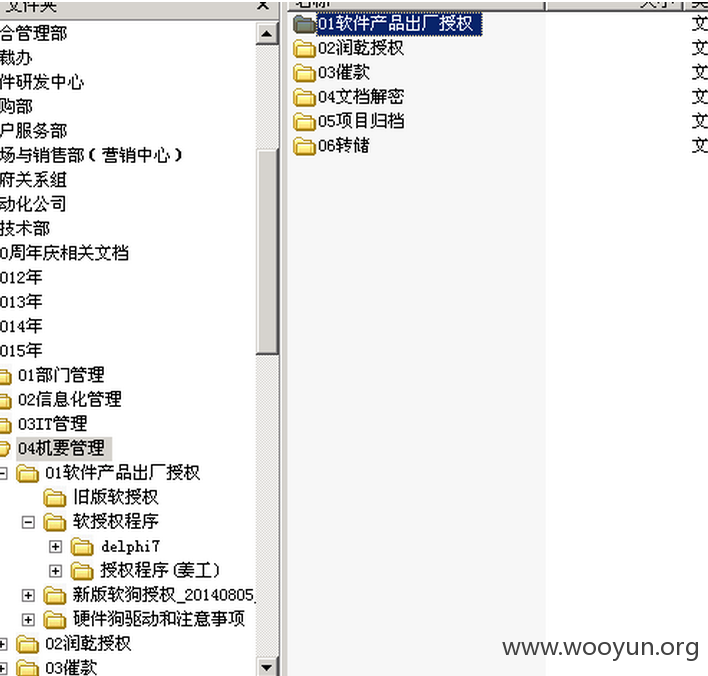 文件夹
合管理部
裁办
件研发中心
购部
户服务部
场与销售部(营销中心)
府关系组
动化公司
技术部
0周年庆相关文档
012年
013年
014年
015年
01部门管理
02信息化管理
03IT管理
04机要管理
01软件产品出厂授权
旧版软授权
软授权程序
delphi7
授权程序(姜工)
新版软狗授权_20140805_
硬件狗驱动和注意事项
02润乾授权
03催款
名称 大小 类
01软件产品出厂授权 文
02润乾授权 文
03催款 文
04文档解密 文
05项目归档 文
06转储 文
www.wooyun.org